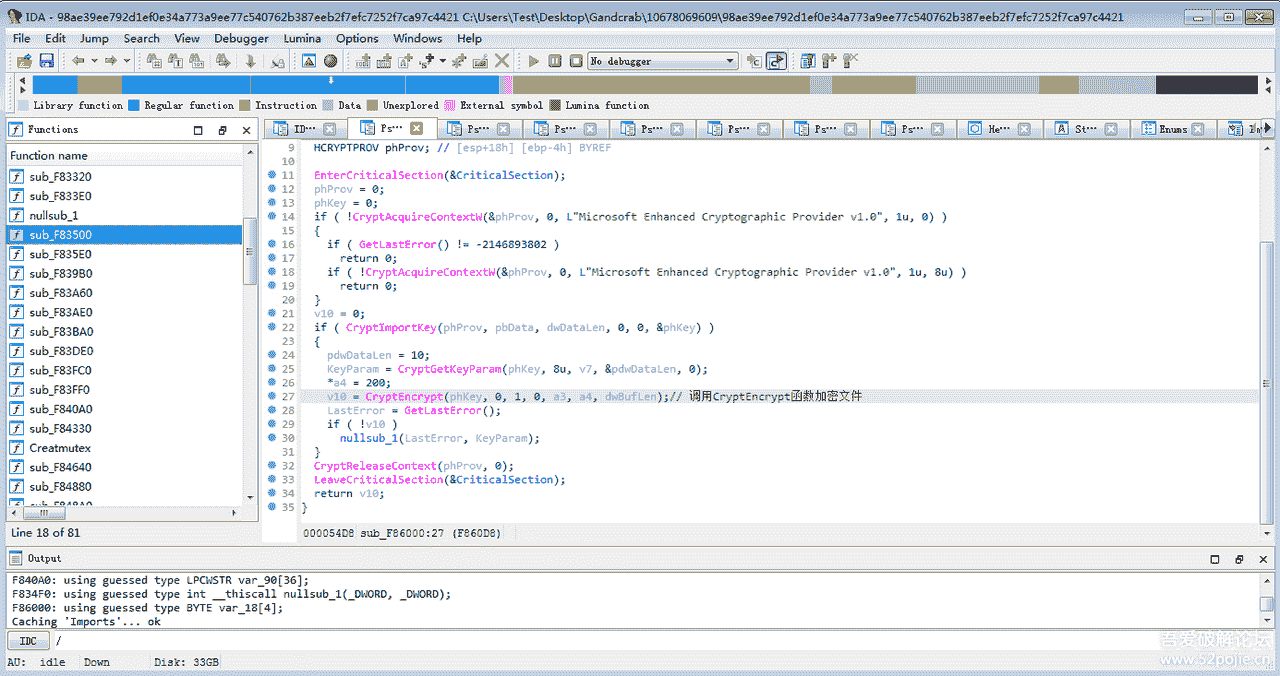 IDA - 98ae39ee792d1ef0e34a773a9ee77c540762b387eeb2f7efc7252f7ca97c4421 C:\Users\Test\Desktop\Gandcrab\10678069609\98ae39ee792d1ef0e34a773a9ee77c540762b387eeb2f7efc7252f7ca97c4421
File Edit Jump Search View Debugger Lumina Options Windows Help
No debugger
Library function Regular function Instruction Data Unexplored External symbol Lumina function
Functions
ID··· Ps··· Ps··· Ps··· Ps··· Ps··· Ps··· Ps··· He··· St··· Enums
Function name
sub_F83320
sub_F833E0
nullsub_1
sub_F83500
sub_F835E0
sub_F839B0
sub_F83A60
sub_F83AE0
sub_F83BA0
sub_F83DE0
sub_F83FC0
sub_F83FF0
sub_F840A0
sub_F84330
Creatmutex
sub_F84640
sub_F84880
sub_F848A0
Line 18 of 81
9 HCRYPTPROV phProv; // [esp+18h] [ebp-4h] BYREF
10
11 EnterCriticalSection(&CriticalSection);
12 phProv = 0;
13 phKey = 0;
14 if ( !CryptAcquireContextW(&phProv, 0, L"Microsoft Enhanced Cryptographic Provider v1.0", 1u, 0) )
15 {
16 if ( GetLastError() != -2146893802 )
17 return 0;
18 if ( !CryptAcquireContextW(&phProv, 0, L"Microsoft Enhanced Cryptographic Provider v1.0", 1u, 8u) )
19 return 0;
20 }
21 v10 = 0;
22 if ( CryptImportKey(phProv, pbData, dwDataLen, 0, 0, &phKey) )
23 {
24 pdwDataLen = 10;
25 KeyParam = CryptGetKeyParam(phKey, 8u, v7, &pdwDataLen, 0);
26 *a4 = 200;
27 v10 = CryptEncrypt(phKey, 0, 1, 0, a3, a4, dwBufLen);// 调用CryptEncrypt函数加密文件
28 LastError = GetLastError();
29 if ( !v10 )
30 nullsub_1(LastError, KeyParam);
31 }
32 CryptReleaseContext(phProv, 0);
33 LeaveCriticalSection(&CriticalSection);
34 return v10;
35 }
000054D8 sub_F86000:27 (F860D8)
Output
F840A0: using guessed type LPCWSTR var_90[36];
F834F0: using guessed type int __thiscall nullsub_1(_DWORD, _DWORD);
F86000: using guessed type BYTE var_18[4];
Caching 'Imports'... ok
IDC /
AU: idle Down Disk: 33GB
吾爱破解论坛
www.52pojie.cn